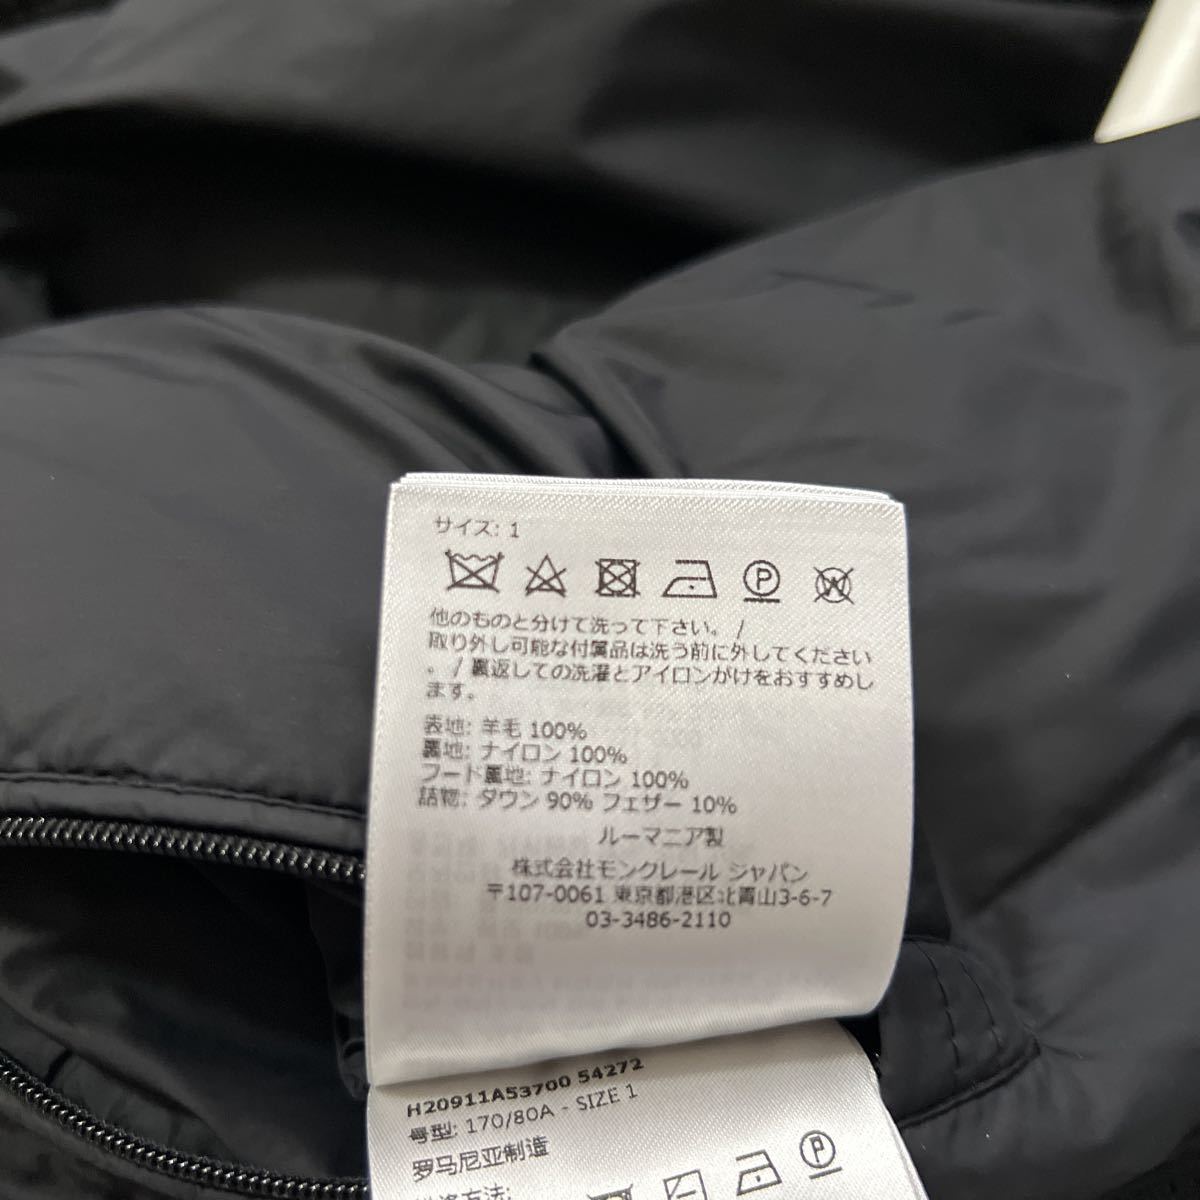 サイズ: 1
他のものと分けて洗って下さい。 /
取り外し可能な付属品は洗う前に外してください
。 / 裏返しての洗濯とアイロンがけをおすすめし
ます。
表地: 羊毛 100%
裏地: ナイロン 100%
フード裏地: ナイロン 100%
詰物: ダウン 90% フェザー 10%
ルーマニア製
株式会社モンクレール ジャパン
〒107-0061 東京都港区北青山3-6-7
03-3486-2110
H20911A53700 54272
号型: 170/80A - SIZE 1
罗马尼亚制造
洗涤方法: